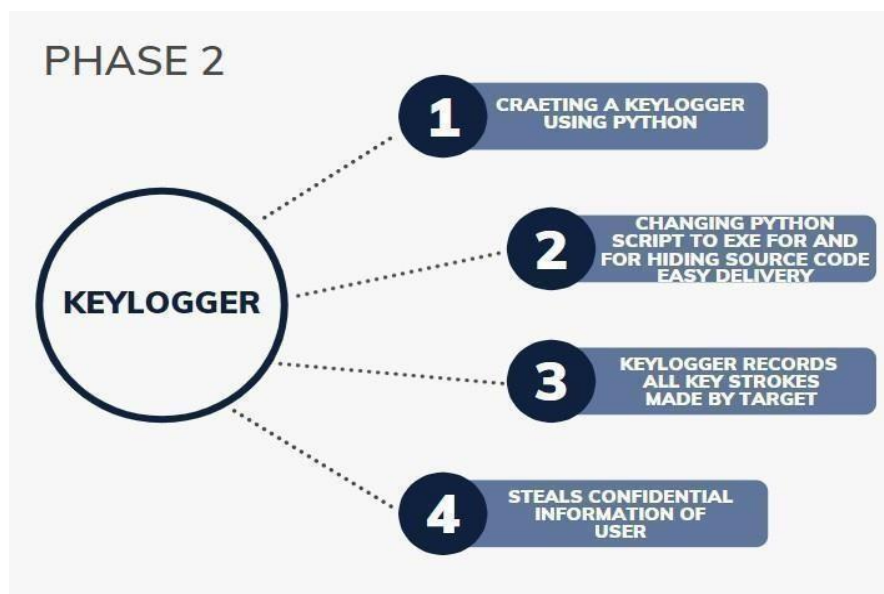 PHASE 2
1
CRAETING A KEYLOGGER
USING PYTHON
2
CHANGING PYTHON
SCRIPT TO EXE FOR AND
FOR HIDING SOURCE CODE
EASY DELIVERY
KEYLOGGER
3
KEYLOGGER RECORDS
ALL KEY STROKES
MADE BY TARGET
4
STEALS CONFIDENTIAL
INFORMATION OF
USER